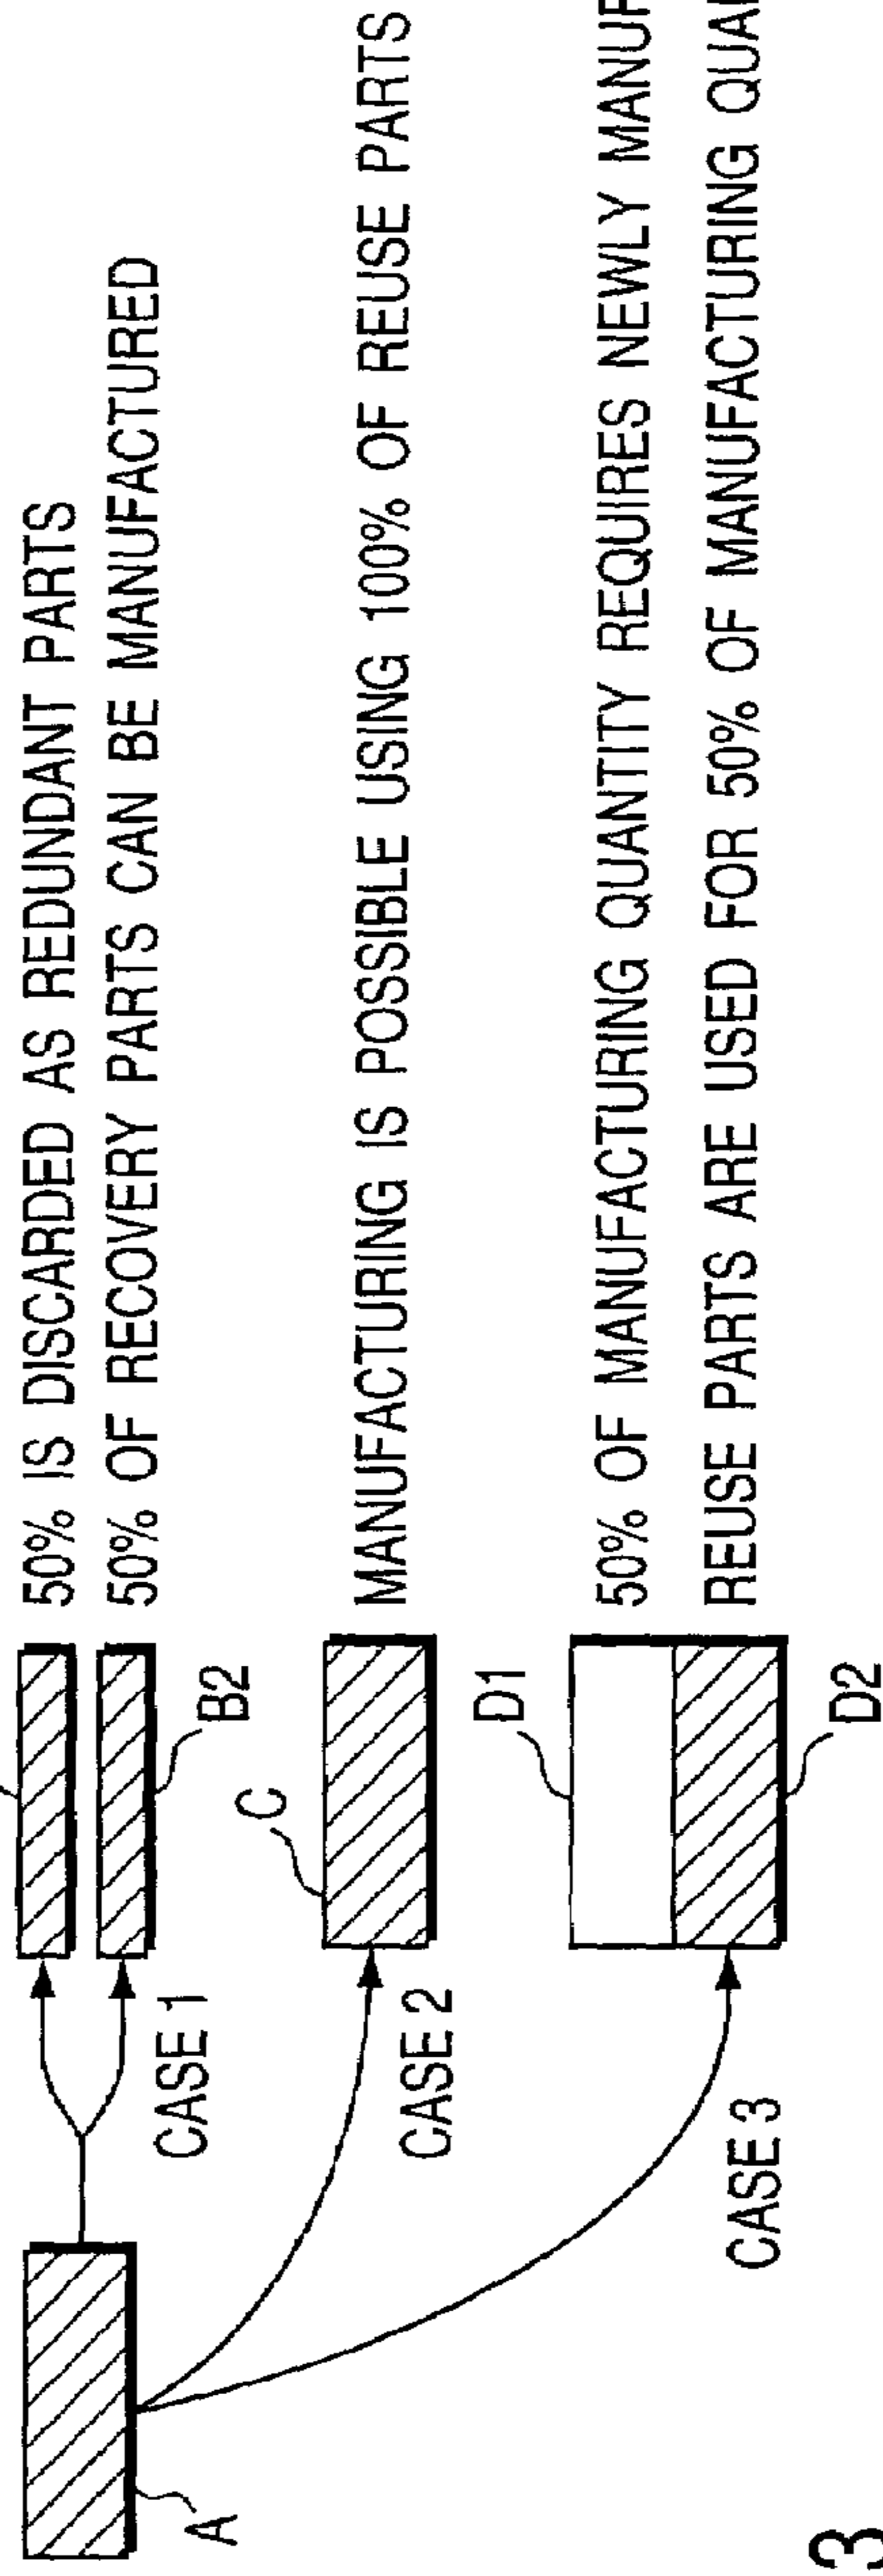 50% IS DISCARDED AS REDUNDANT PARTS
50% OF RECOVERY PARTS CAN BE MANUFACTURED
B2
CASE 1
A
C
MANUFACTURING IS POSSIBLE USING 100% OF REUSE PARTS
CASE 2
D1
50% OF MANUFACTURING QUANTITY REQUIRES NEWLY
REUSE PARTS ARE USED FOR 50% OF MANUFACTURING
D2
CASE 3
3